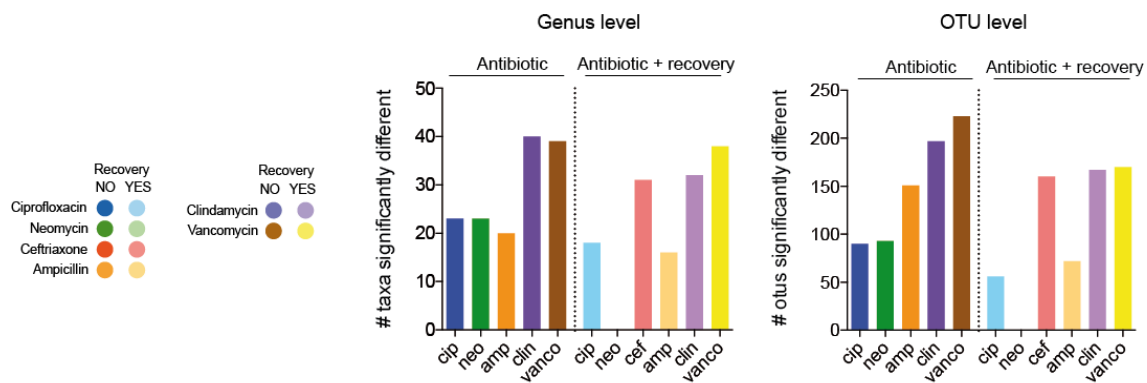 Recovery
NO YES
Ciprofloxacin
Neomycin
Ceftriaxone
Ampicillin
Recovery
NO YES
Clindamycin
Vancomycin
Genus level
Antibiotic
Antibiotic + recovery
# taxa significantly different
50
40
30
20
10
0
cip neo amp clin vanco cip neo cef amp clin vanco
OTU level
Antibiotic
Antibiotic + recovery
# otus significantly different
250
200
150
100
50
0
cip neo amp clin vanco cip neo cef amp clin vanco